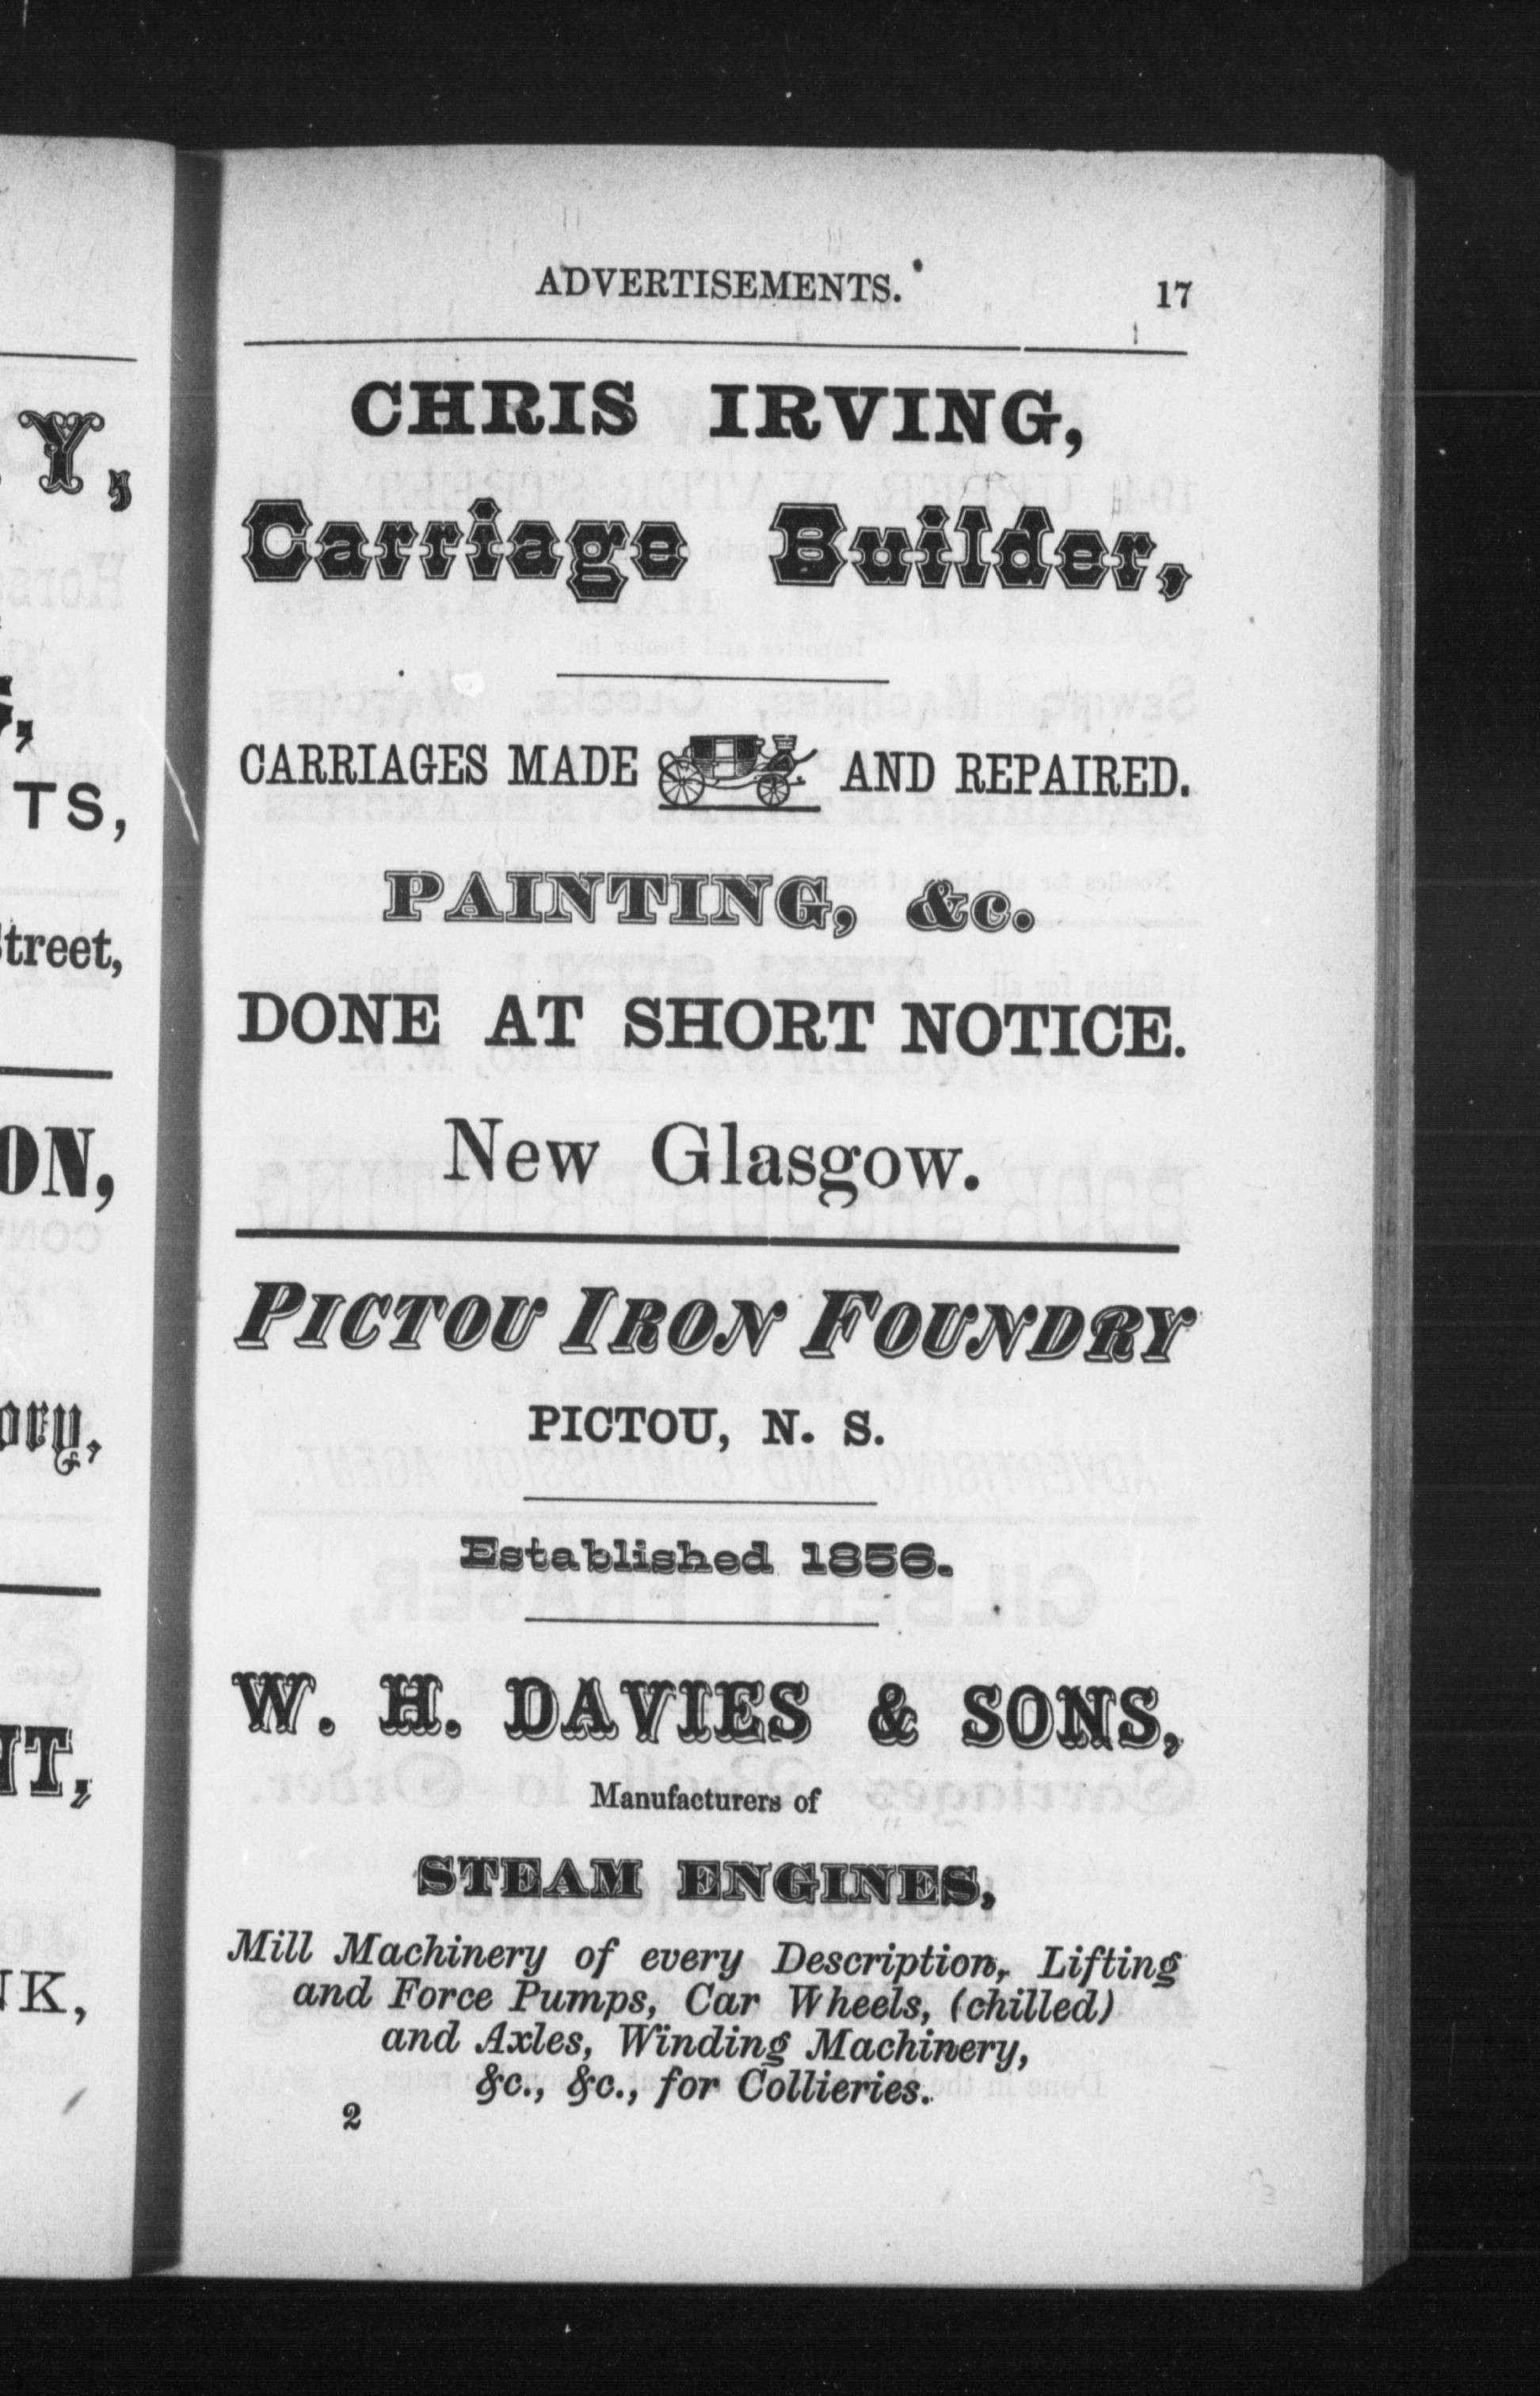 ADVERTISEMENTS. 17
CHRIS IRVING,
Carriage Builder,
CARRIAGES MADE AND REPAIRED.
PAINTING, &c.
DONE AT SHORT NOTICE.
New Glasgow.
PICTOU IRON FOUNDRY
PICTOU, N. S.
Established 1856.
W. H. DAVIES & SONS,
Manufacturers of
STEAM ENGINES,
Mill Machinery of every Description, Lifting
and Force Pumps, Car Wheels, (chilled)
and Axles, Winding Machinery,
&c., &c., for Collieries.
2